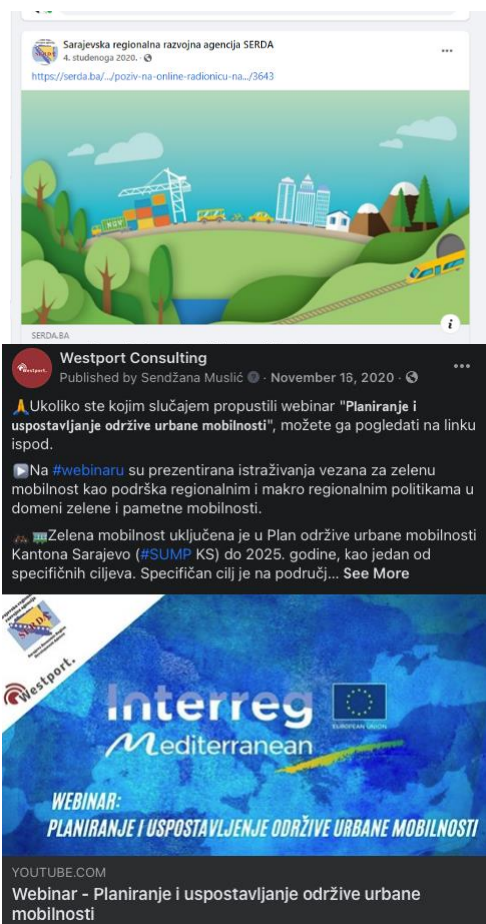 Sarajevska regionalna razvojna agencija SERDA
4. studenoga 2020. ·
https://serda.ba/.../poziv-na-online-radionicu-na.../3643
SERDA.BA
Westport.
Westport Consulting
Published by Sendžana Muslić · November 16, 2020 ·
Ukoliko ste kojim slučajem propustili webinar "Planiranje i
uspostavljanje održive urbane mobilnosti", možete ga pogledati na linku
ispod.
Na #webinaru su prezentirana istraživanja vezana za zelenu
mobilnost kao podrška regionalnim i makro regionalnim politikama u
domeni zelene i pametne mobilnosti.
Zelena mobilnost uključena je u Plan održive urbane mobilnosti
Kantona Sarajevo (#SUMP KS) do 2025. godine, kao jedan od
specifičnih ciljeva. Specifičan cilj je na područj... See More
SERDA
Westport.
Interreg
EUROPEAN UNION
Mediterranean
WEBINAR:
PLANIRANJE I USPOSTAVLJENJE ODRŽIVE URBANE MOBILNOSTI
YOUTUBE.COM
Webinar - Planiranje i uspostavljanje održive urbane
mobilnosti